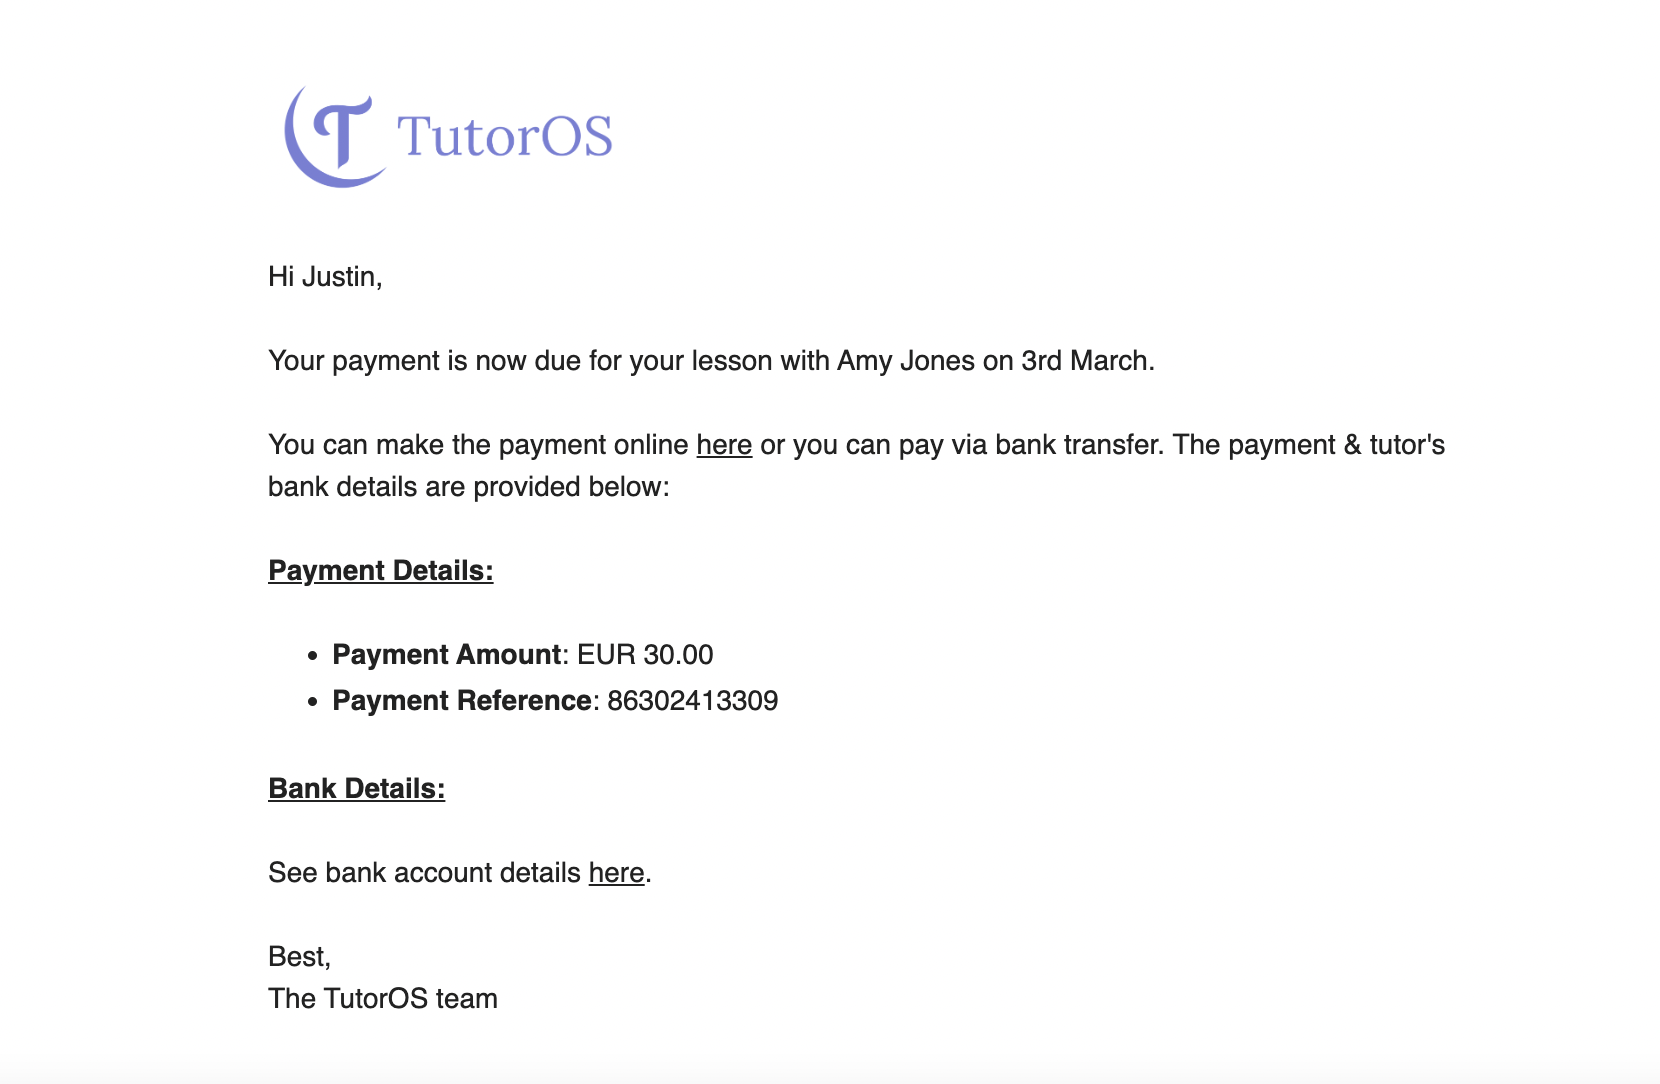 TutorOS
Hi Justin,
Your payment is now due for your lesson with Amy Jones on 3rd March.
You can make the payment online here or you can pay via bank transfer. The payment & tutor's
bank details are provided below:
Payment Details:
• Payment Amount: EUR 30.00
• Payment Reference: 86302413309
Bank Details:
See bank account details here.
Best,
The TutorOS team